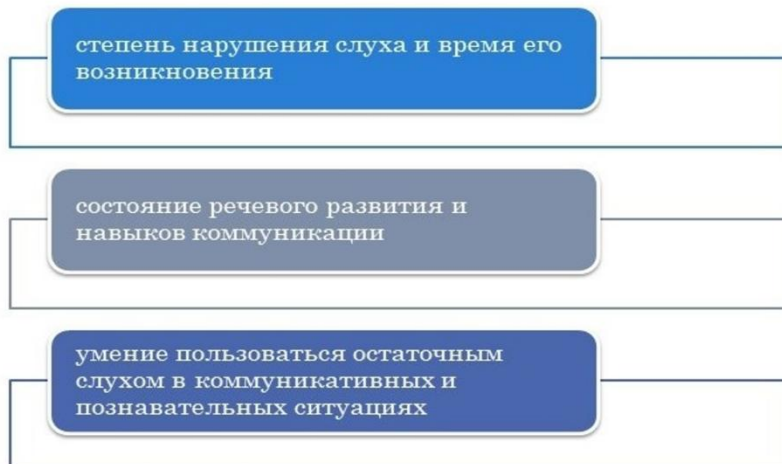 степень нарушения слуха и время его
возникновения
состояние речевого развития и
навыков коммуникации
умение пользоваться остаточным
слухом в коммуникативных и
познавательных ситуациях